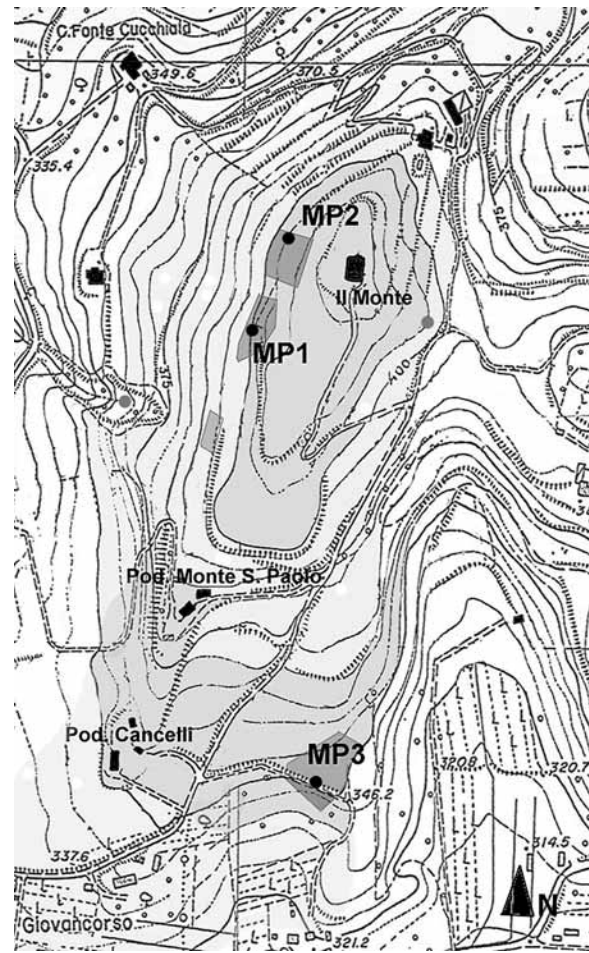 C. Fonte Cucchiaia
349.6
370.5
335.4
375
MP2
Il Monte
MP1
375
400
Pod. Monte S. Paolo
Pod. Cancelli
MP3
320.8
320.7
346.2
337.6
314.5
N
Giovancorso
321.2